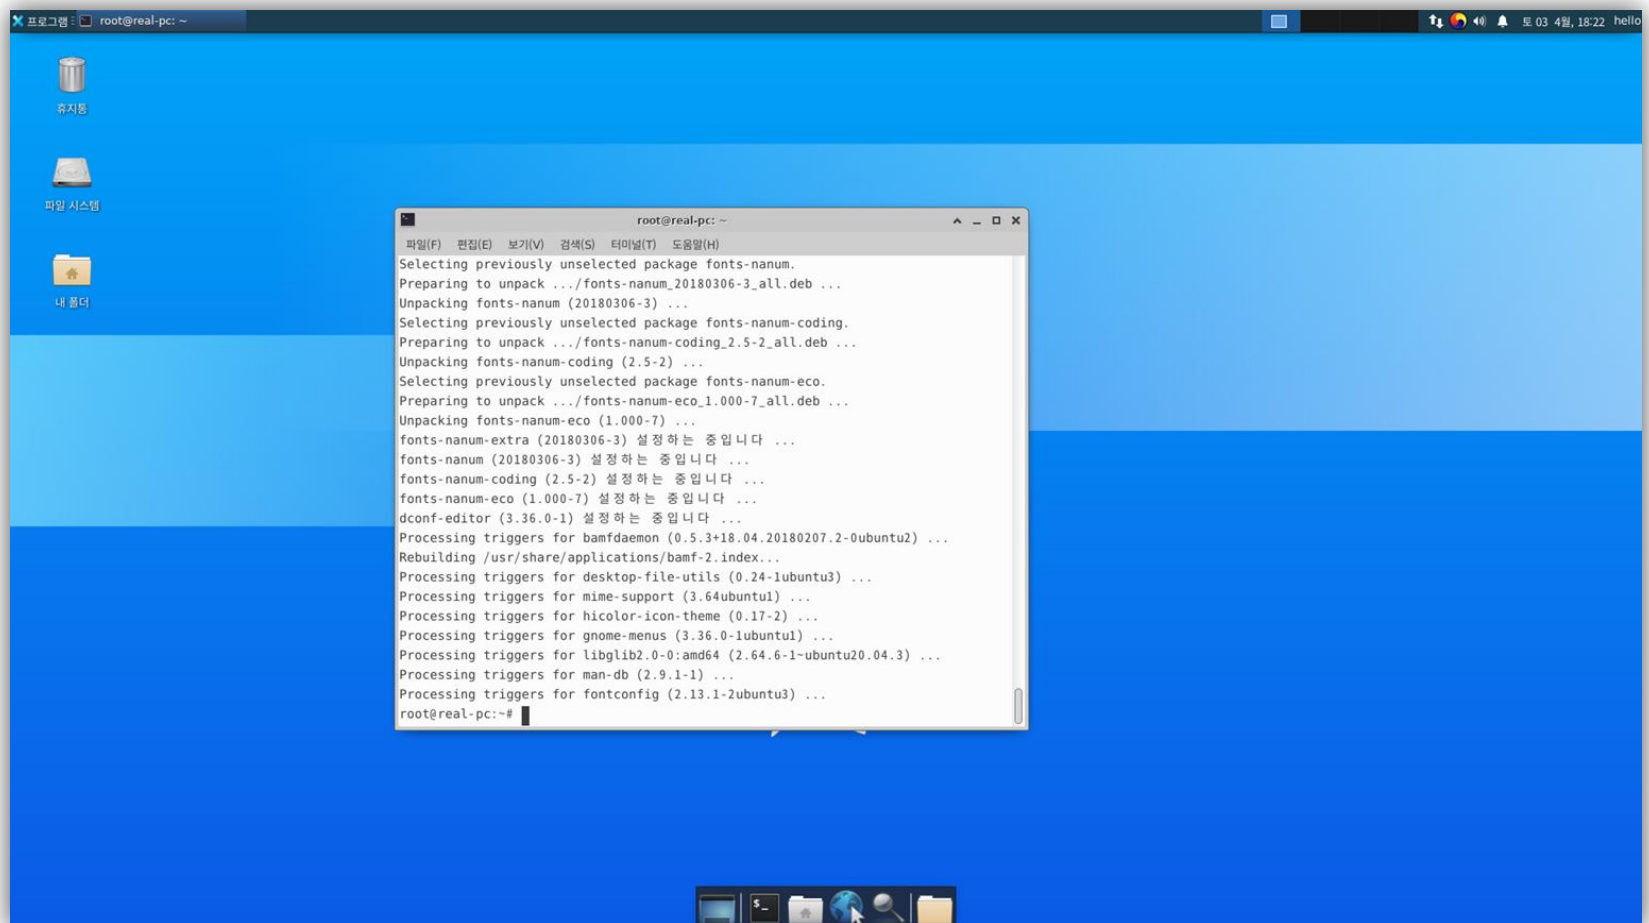 프로그램
root@real-pc: ~
토 03 4월, 18:22 hello
휴지통
파일 시스템
내 폴더
root@real-pc: ~
파일(F) 편집(E) 보기(V) 검색(S) 터미널(T) 도움말(H)
Selecting previously unselected package fonts-nanum.
Preparing to unpack .../fonts-nanum_20180306-3_all.deb ...
Unpacking fonts-nanum (20180306-3) ...
Selecting previously unselected package fonts-nanum-coding.
Preparing to unpack .../fonts-nanum-coding_2.5-2_all.deb ...
Unpacking fonts-nanum-coding (2.5-2) ...
Selecting previously unselected package fonts-nanum-eco.
Preparing to unpack .../fonts-nanum-eco_1.000-7_all.deb ...
Unpacking fonts-nanum-eco (1.000-7) ...
fonts-nanum-extra (20180306-3) 설정하는 중입니다 ...
fonts-nanum (20180306-3) 설정하는 중입니다 ...
fonts-nanum-coding (2.5-2) 설정하는 중입니다 ...
fonts-nanum-eco (1.000-7) 설정하는 중입니다 ...
dconf-editor (3.36.0-1) 설정하는 중입니다 ...
Processing triggers for bamfdaemon (0.5.3+18.04.20180207.2-0ubuntu2) ...
Rebuilding /usr/share/applications/bamf-2.index...
Processing triggers for desktop-file-utils (0.24-1ubuntu3) ...
Processing triggers for mime-support (3.64ubuntu1) ...
Processing triggers for hicolor-icon-theme (0.17-2) ...
Processing triggers for gnome-menus (3.36.0-1ubuntu1) ...
Processing triggers for libglib2.0-0:amd64 (2.64.6-1~ubuntu20.04.3) ...
Processing triggers for man-db (2.9.1-1) ...
Processing triggers for fontconfig (2.13.1-2ubuntu3) ...
root@real-pc:~#
$_